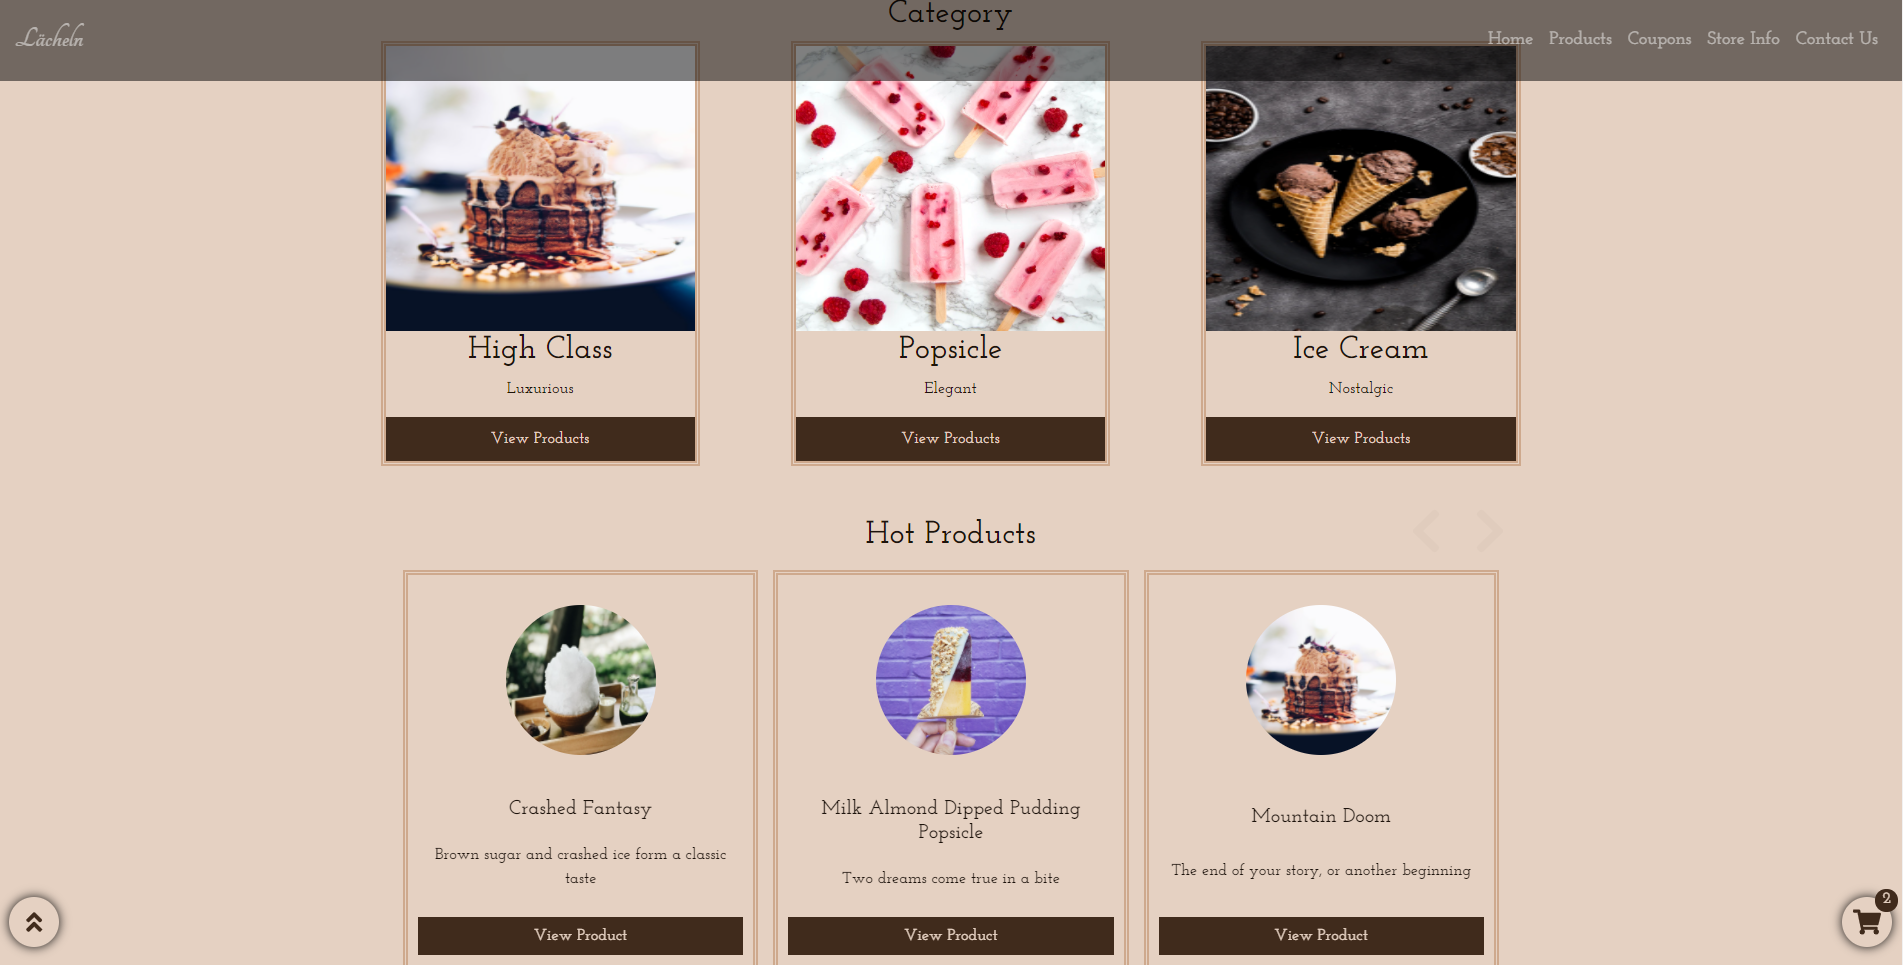 Lächeln
Home Products Coupons Store Info Contact Us
Category
High Class
Luxurious
View Products
Popsicle
Elegant
View Products
Ice Cream
Nostalgic
View Products
Hot Products
Crashed Fantasy
Brown sugar and crashed ice form a classic
taste
View Product
Milk Almond Dipped Pudding
Popsicle
Two dreams come true in a bite
View Product
Mountain Doom
The end of your story, or another beginning
View Product
2